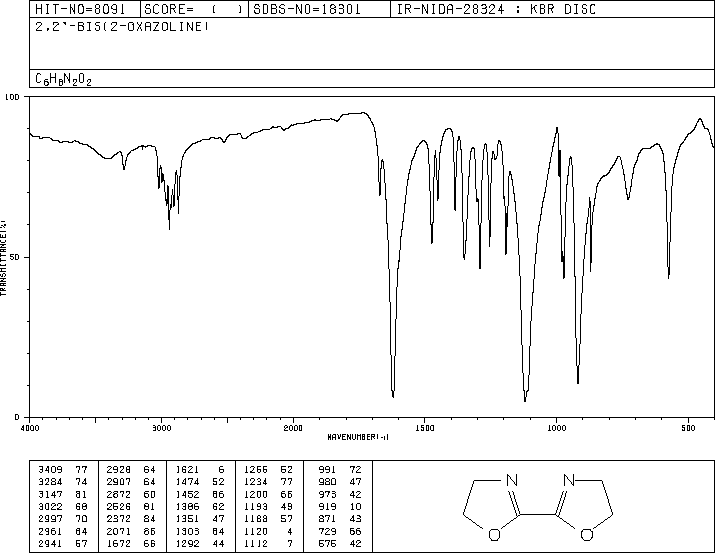 HIT-NO=8091 SCORE= ( ) SDBS-NO=18301 IR-NIDA-28324 : KBR DISC
2,2'-BIS(2-OXAZOLINE)
C6H8N2O2
100
50
0
TRANSMITTANCE(%)
4000 3000 2000 1500 1000 500
WAVENUMBER(-1)
3409 77 2928 64 1621 6 1266 62 991 72
3284 74 2907 64 1474 52 1234 77 980 47
3147 81 2872 60 1452 66 1200 66 973 42
3022 68 2526 81 1386 62 1193 49 919 10
2997 70 2372 84 1351 47 1188 57 871 43
2961 64 2071 86 1303 64 1120 4 729 66
2941 57 1672 66 1292 44 1112 7 576 42
N N
O O